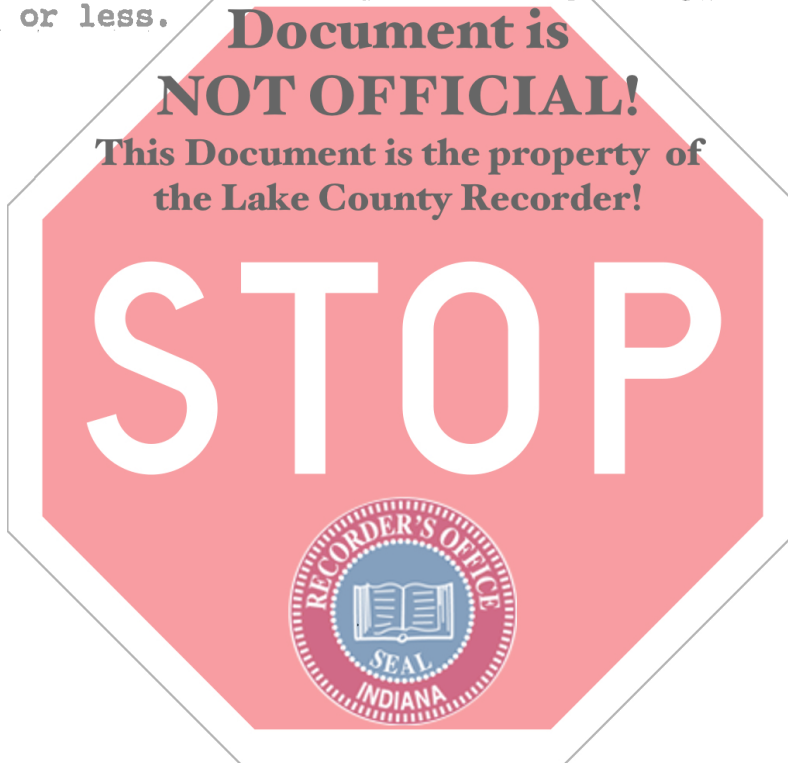 or less.
Document is
NOT OFFICIAL!
This Document is the property of
the Lake County Recorder!
STOP
RECORDER'S OFFICE
SEAL
INDIANA